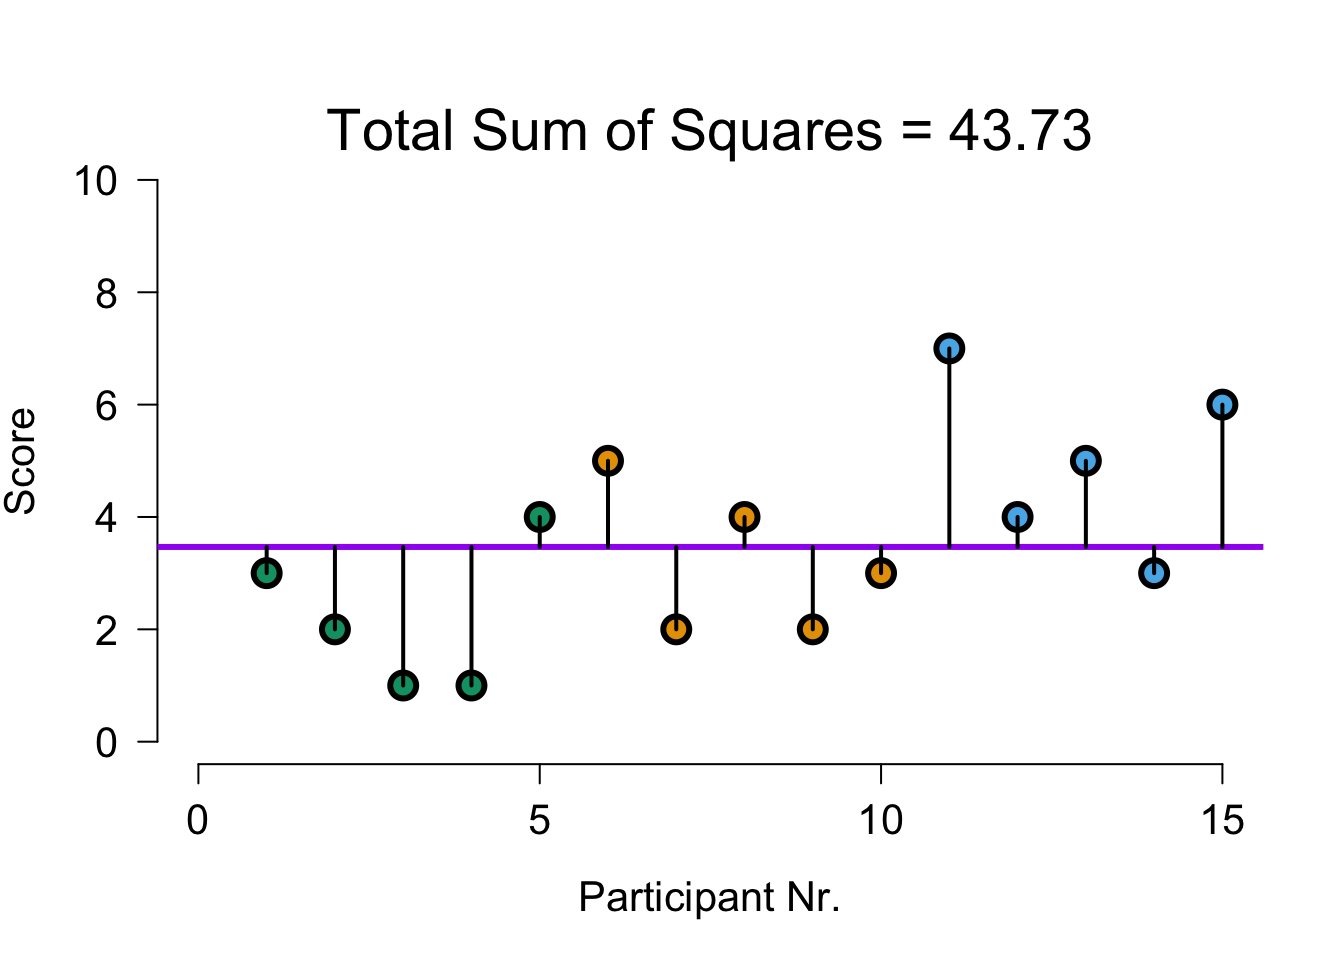 Total Sum of Squares = 43.73
10
8
6
4
2
0
Score
0 5 10 15
Participant Nr.